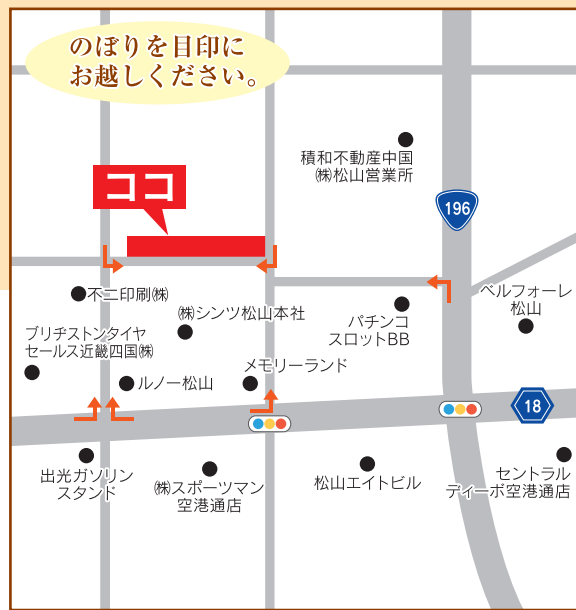 のぼりを目印に
お越しください。
積和不動産中国
㈱松山営業所
ココ
196
不二印刷㈱
㈱シンツ松山本社
ベルフォーレ
松山
パチンコ
スロットBB
ブリヂストンタイヤ
セールス近畿四国㈱
メモリーランド
ルノー松山
18
出光ガソリン
スタンド
㈱スポーツマン
空港通店
松山エイトビル
セントラル
ディーボ空港通店